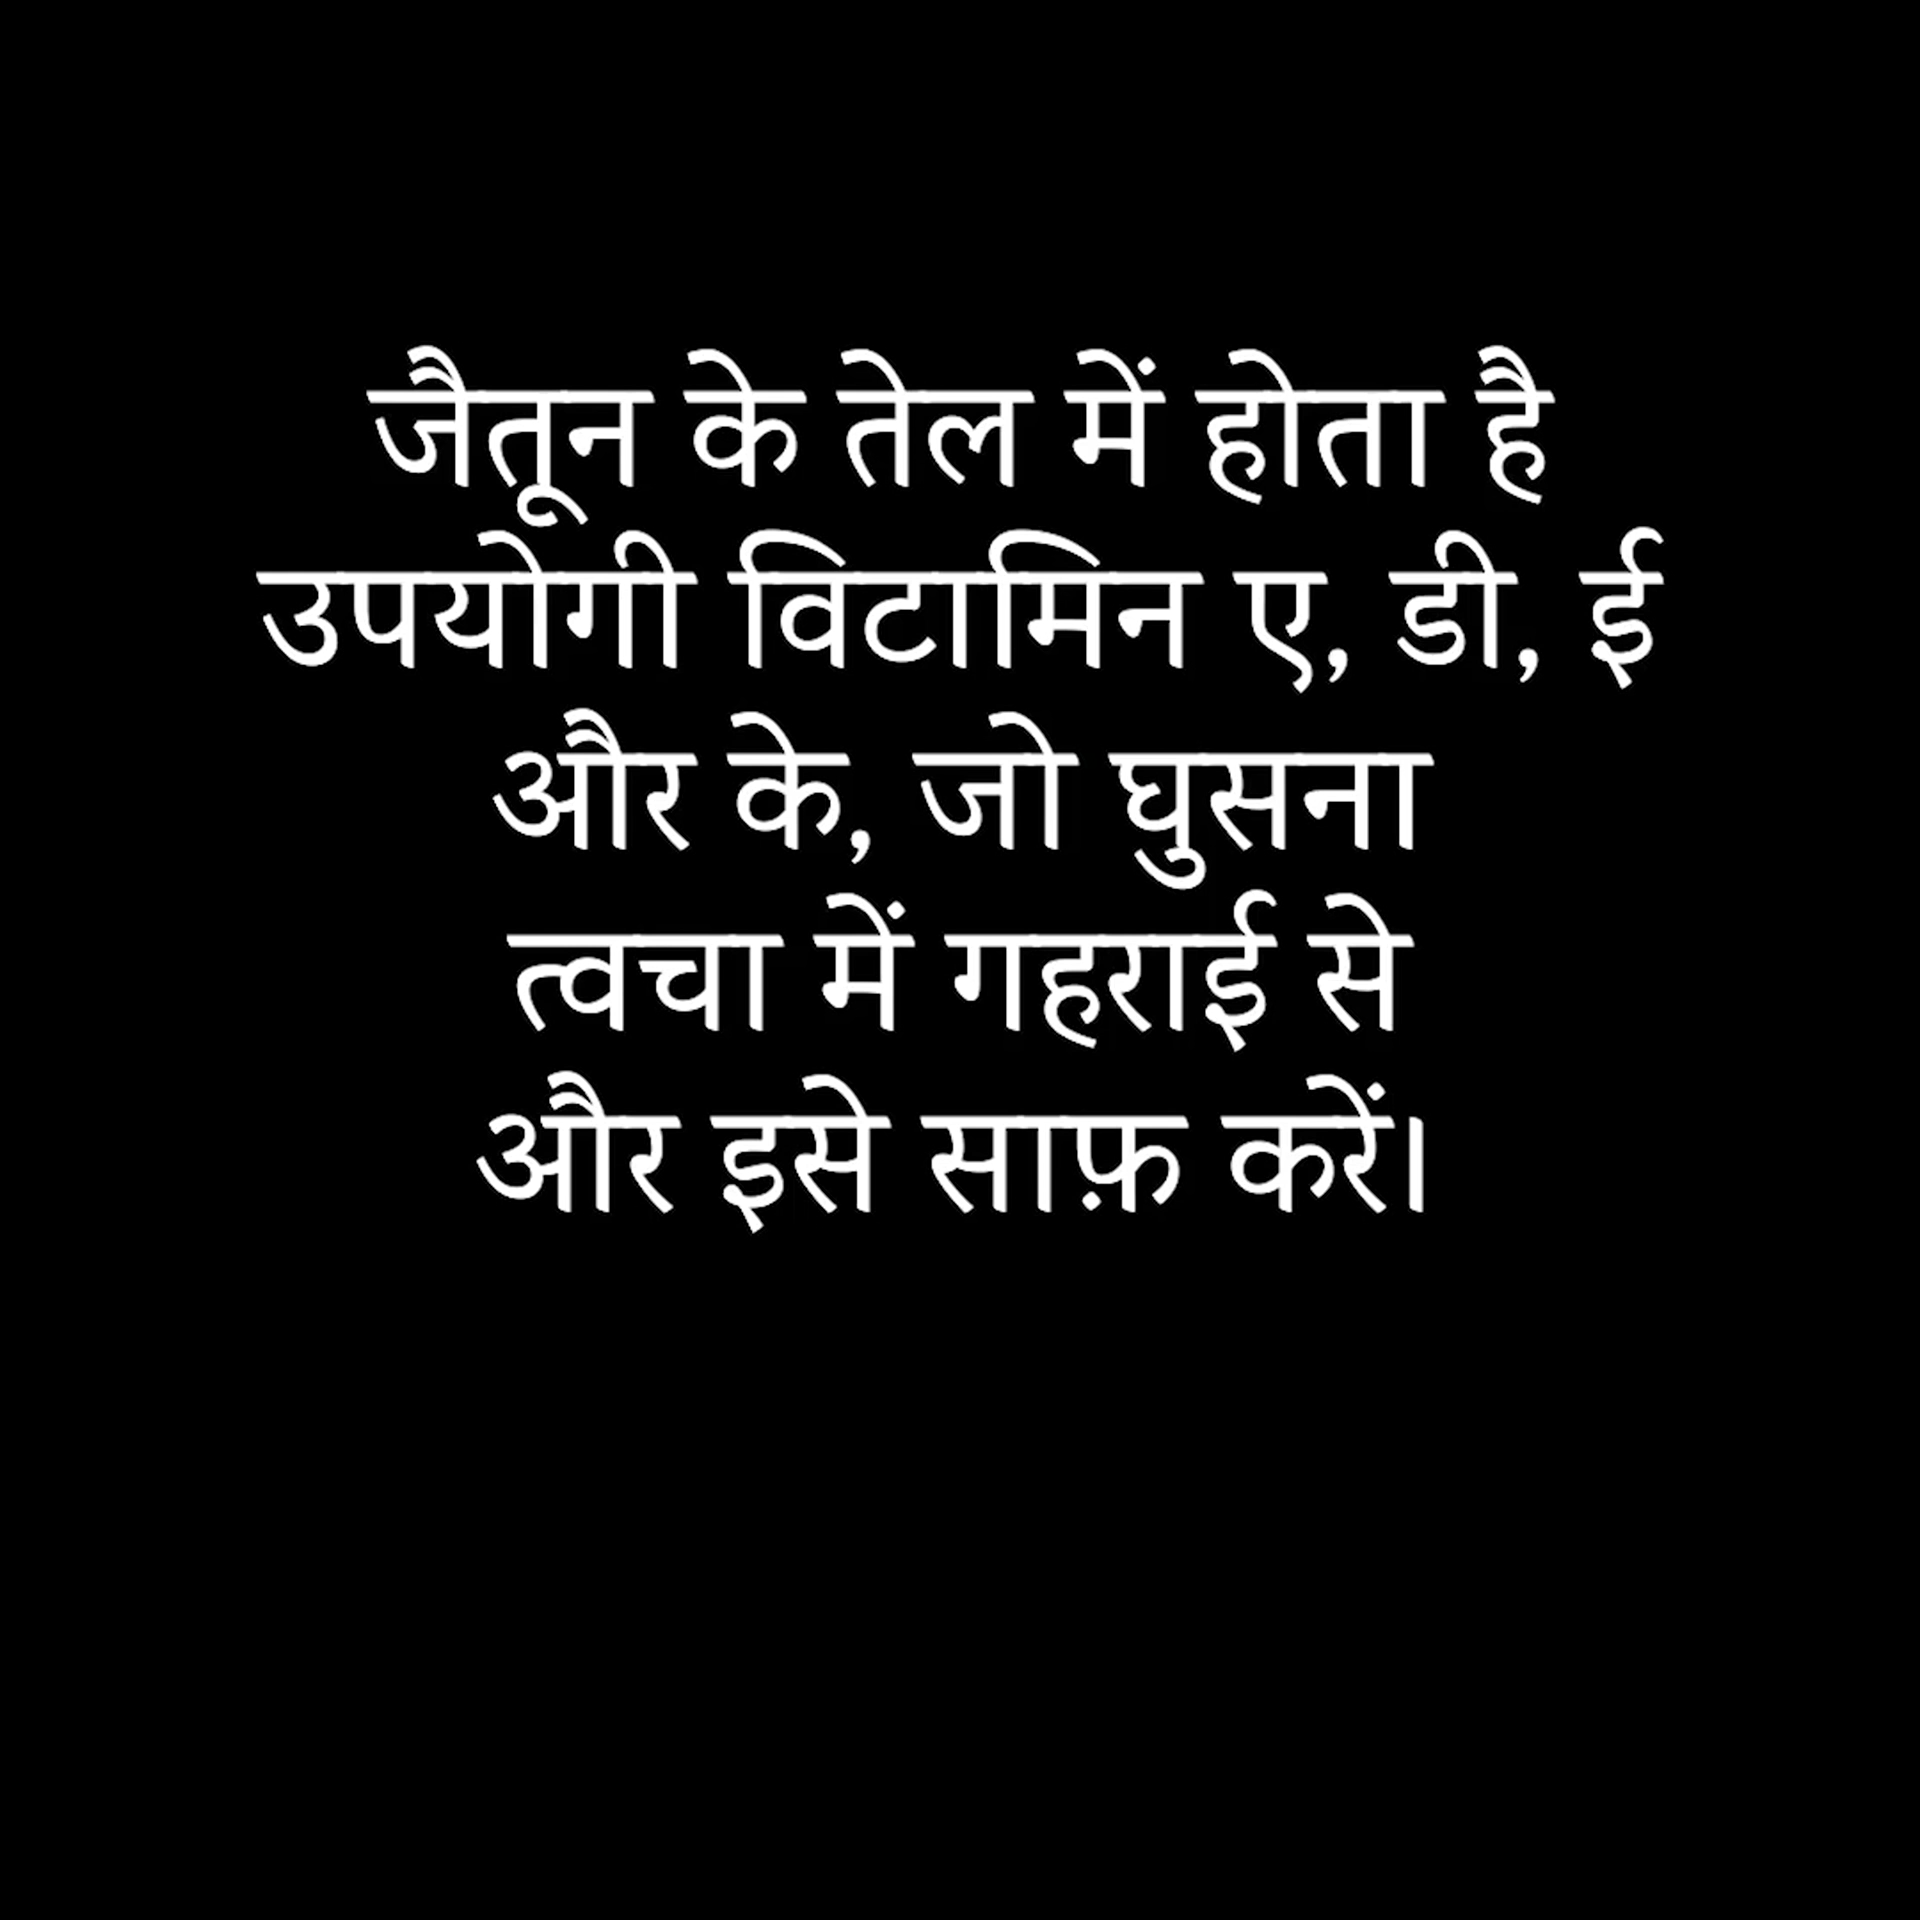 जैतून के तेल में होता है
उपयोगी विटामिन ए, डी, ई
और के, जो घुसना
त्वचा में गहराई से
और इसे साफ़ करें।